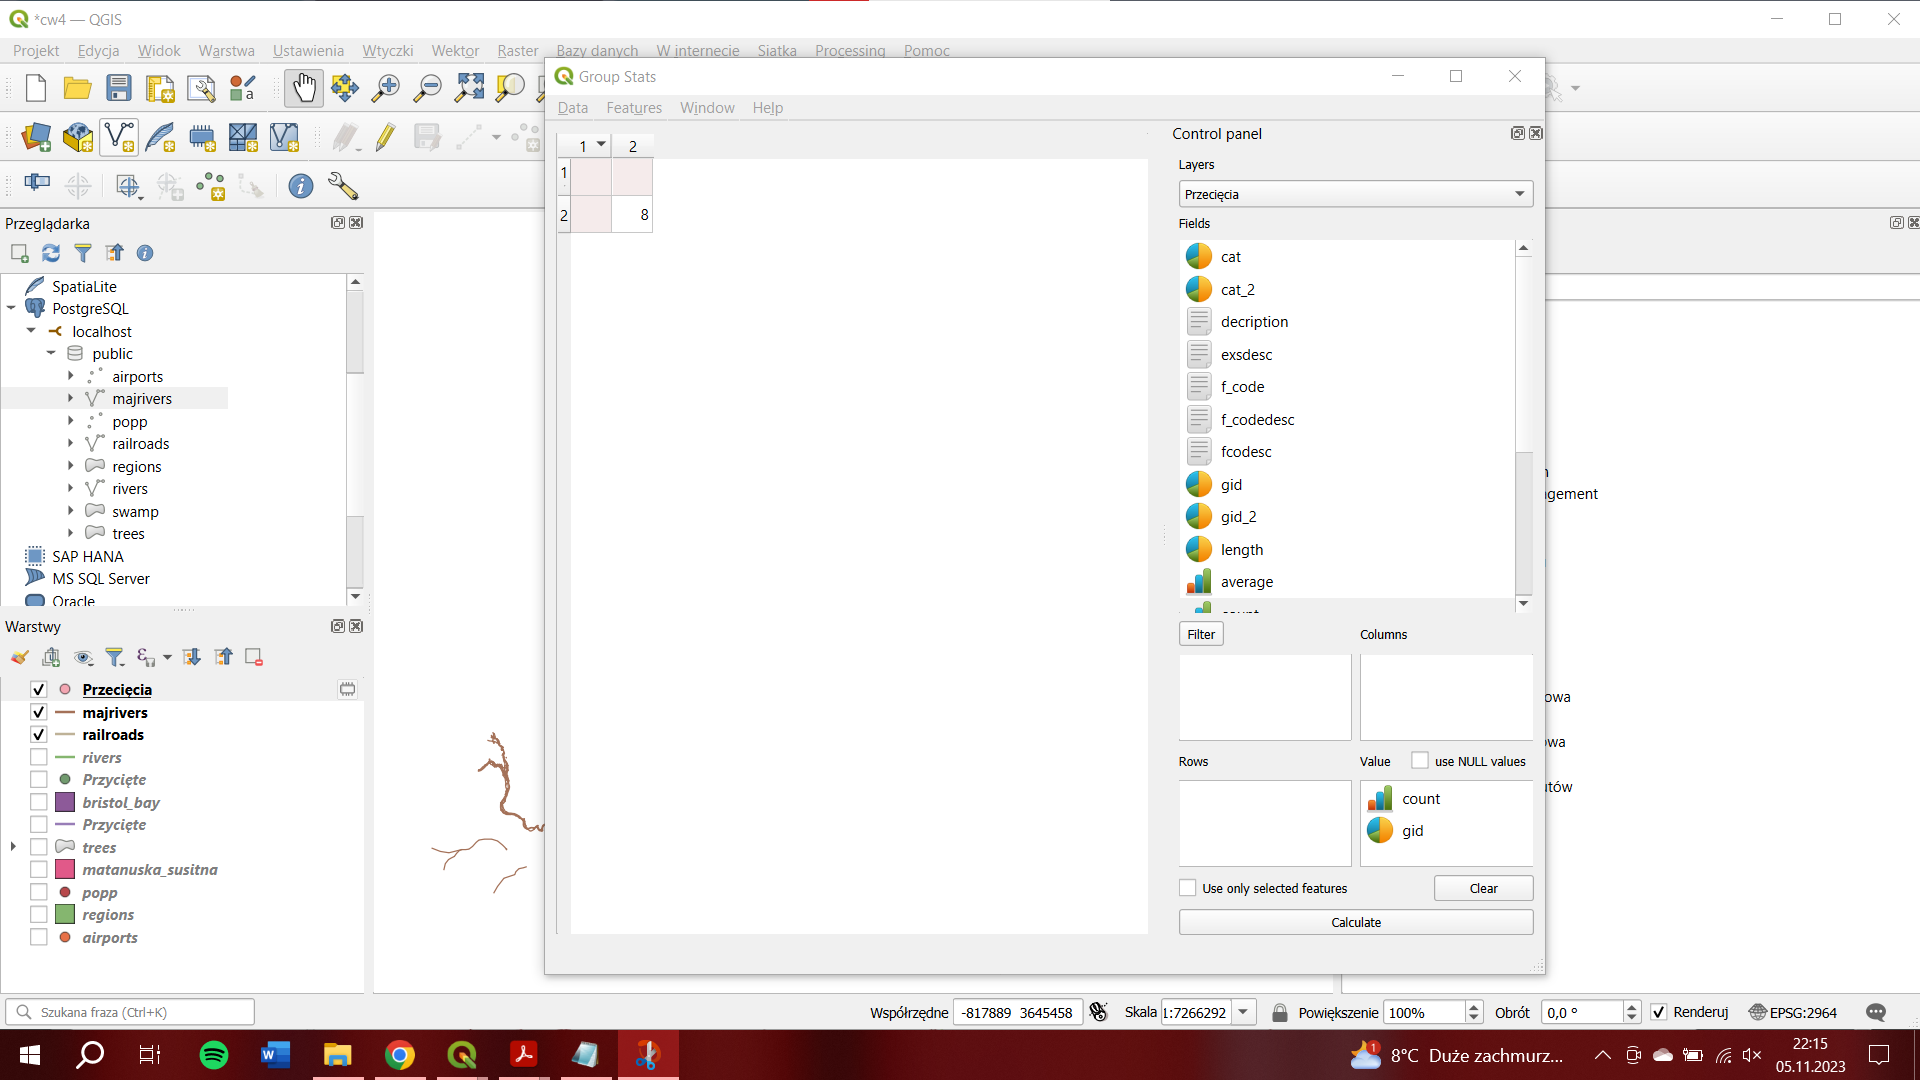 *cw4 — QGIS
Projekt Edycja Widok Warstwa Ustawienia Wtyczki Wektor Raster Bazy danych W internecie Siatka Processing Pomoc
Group Stats
Data Features Window Help
1 2
1
2 8
Control panel
Layers
Przecięcia
Fields
cat
cat_2
decription
exsdesc
f_code
f_codedesc
fcodesc
gid
gid_2
length
average
count
Filter
Columns
Rows
Value
use NULL values
count
gid
Use only selected features
Clear
Calculate
Przeglądarka
SpatiaLite
PostgreSQL
localhost
public
airports
majrivers
popp
railroads
regions
rivers
swamp
trees
SAP HANA
MS SQL Server
Oracle
Warstwy
Przecięcia
majrivers
railroads
rivers
Przycięte
bristol_bay
Przycięte
trees
matanuska_susitna
popp
regions
airports
gement
owa
owa
tów
Szukana fraza (Ctrl+K)
Współrzędne -817889 3645458 Skala 1:7266292 Powiększenie 100% Obrót 0,0 ° Renderuj EPSG:2964
1
8°C Duże zachmurz...
22:15
05.11.2023